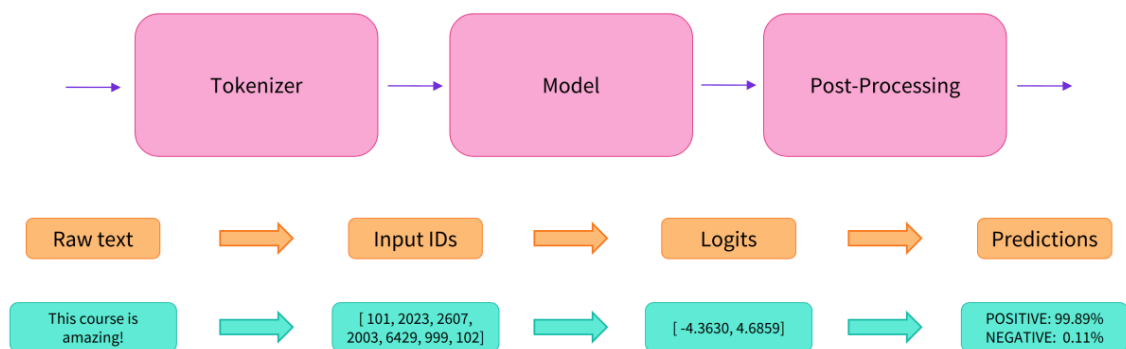 Tokenizer
Model
Post-Processing
Raw text
Input IDs
Logits
Predictions
This course is
amazing!
[ 101, 2023, 2607,
2003, 6429, 999, 102]
[ -4.3630, 4.6859]
POSITIVE: 99.89%
NEGATIVE: 0.11%